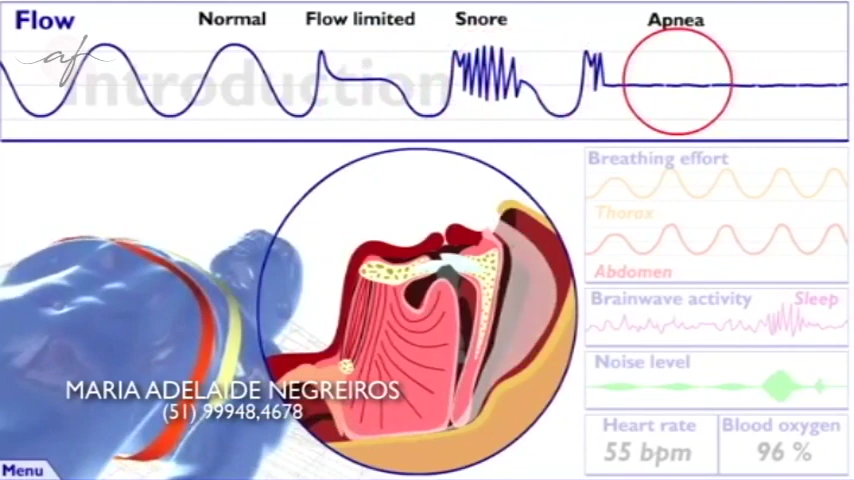 Flow
Normal
Flow limited
Snore
Apnea
af
Introduction
Breathing effort
Thorax
Abdomen
Brainwave activity
Sleep
Noise level
Heart rate
Blood oxygen
55 bpm
96 %
MARIA ADELAIDE NEGREIROS
(51) 99948,4678
Menu